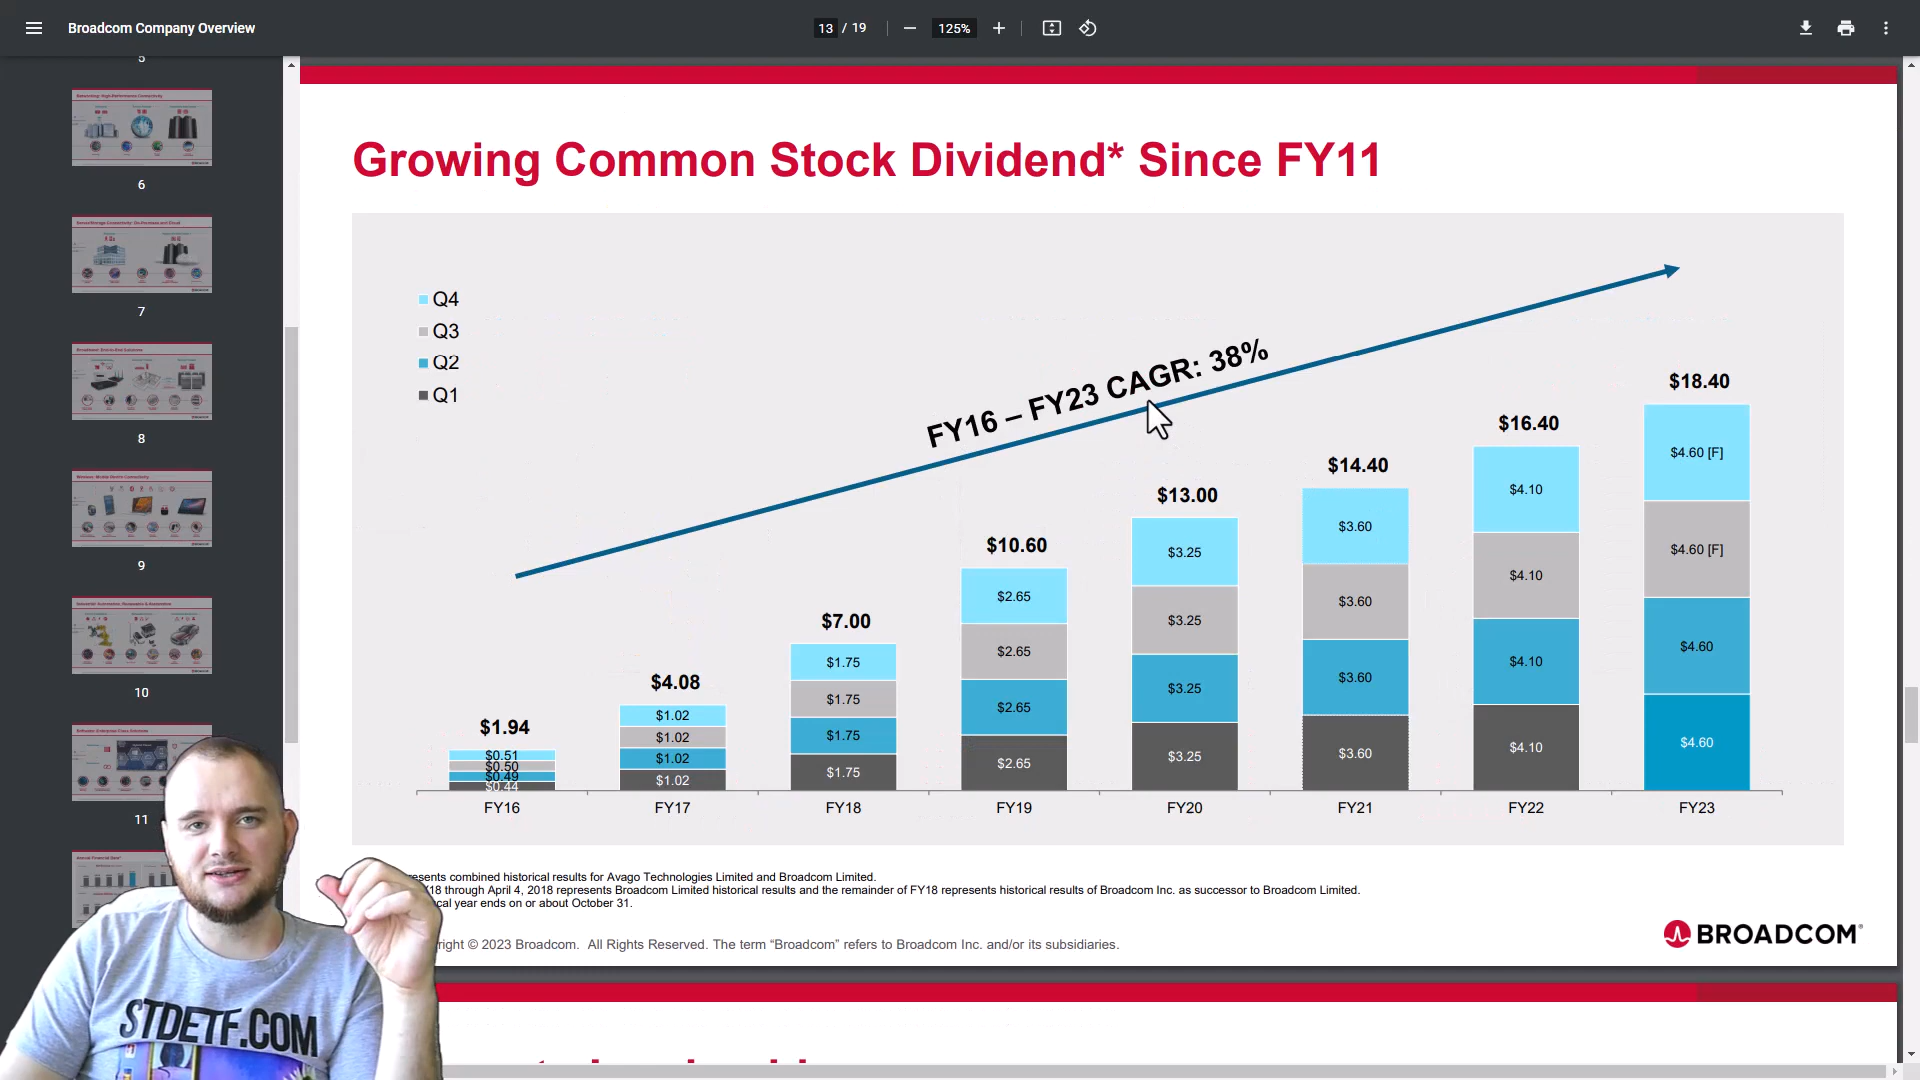 Broadcom Company Overview
13 / 19
125%
5
6
7
8
9
10
11
Growing Common Stock Dividend* Since FY11
Q4
Q3
Q2
Q1
FY16 – FY23 CAGR: 38%
$1.94
$4.08
$7.00
$10.60
$13.00
$14.40
$16.40
$18.40
$0.51
$0.50
$0.49
$0.44
$1.02
$1.02
$1.02
$1.02
$1.75
$1.75
$1.75
$1.75
$2.65
$2.65
$2.65
$2.65
$3.25
$3.25
$3.25
$3.25
$3.60
$3.60
$3.60
$3.60
$4.10
$4.10
$4.10
$4.10
$4.60 [F]
$4.60 [F]
$4.60
$4.60
FY16 FY17 FY18 FY19 FY20 FY21 FY22 FY23
combined historical results for Avago Technologies Limited and Broadcom Limited.
through April 4, 2018 represents Broadcom Limited historical results and the remainder of FY18 represents historical results of Broadcom Inc. as successor to Broadcom Limited.
year ends on or about October 31.
© 2023 Broadcom. All Rights Reserved. The term “Broadcom” refers to Broadcom Inc. and/or its subsidiaries.
BROADCOM
STDETF.COM